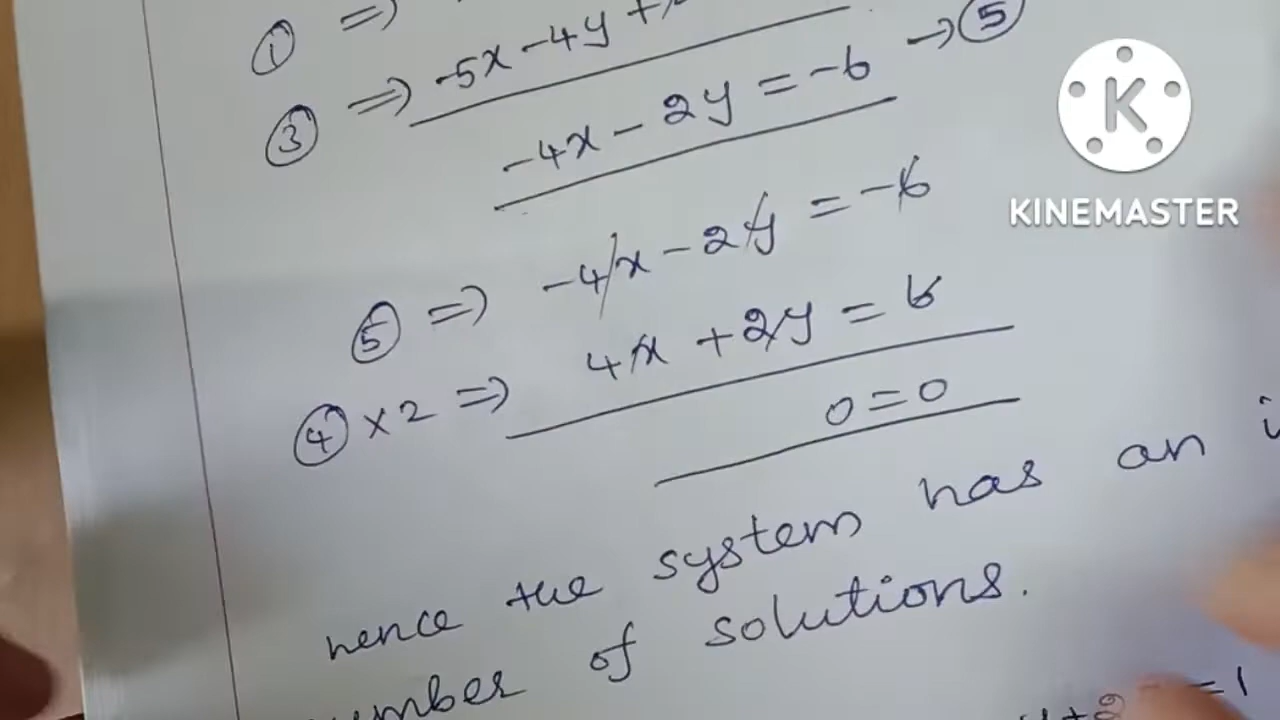 ① =>
③ => -5x -4y +
-4x - 2y = -6 → ⑤
⑤ => -4x - 2y = -6
④ x 2 => 4x + 2y = 6
0 = 0
hence the system has an
of solutions.
= 1
K
KINEMASTER